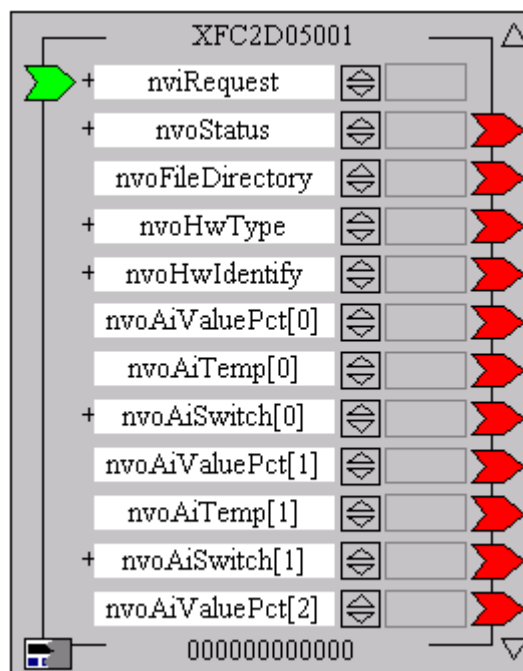 XFC2D05001
+ nviRequest
+ nvoStatus
nvoFileDirectory
+ nvoHwType
+ nvoHwIdentify
nvoAiValuePct[0]
nvoAiTemp[0]
+ nvoAiSwitch[0]
nvoAiValuePct[1]
nvoAiTemp[1]
+ nvoAiSwitch[1]
nvoAiValuePct[2]
000000000000